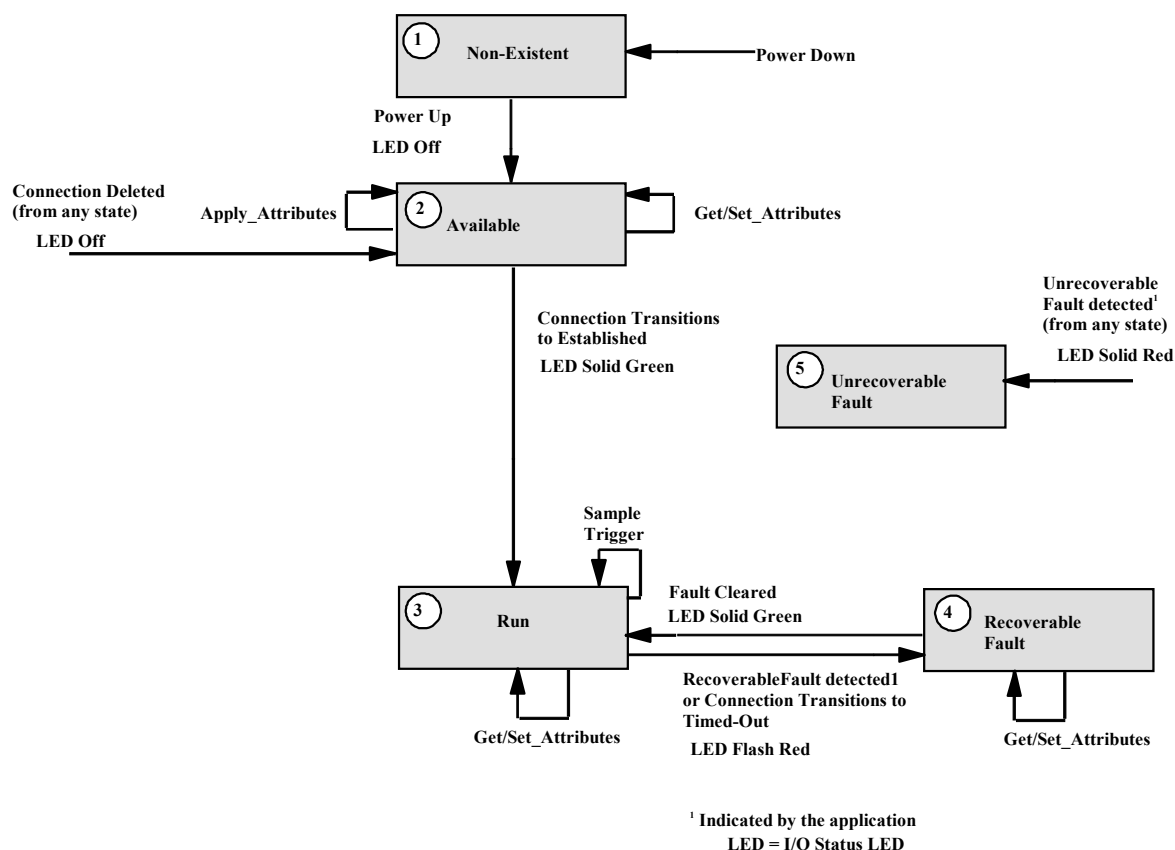 1
Non-Existent
Power Down
Power Up
LED Off
Connection Deleted
(from any state)
LED Off
Apply_Attributes
2
Available
Get/Set_Attributes
Connection Transitions
to Established
LED Solid Green
Unrecoverable
Fault detected¹
(from any state)
LED Solid Red
5
Unrecoverable
Fault
Sample
Trigger
3
Run
Fault Cleared
LED Solid Green
4
Recoverable
Fault
RecoverableFault detected1
or Connection Transitions to
Timed-Out
LED Flash Red
Get/Set_Attributes
Get/Set_Attributes
¹ Indicated by the application
LED = I/O Status LED